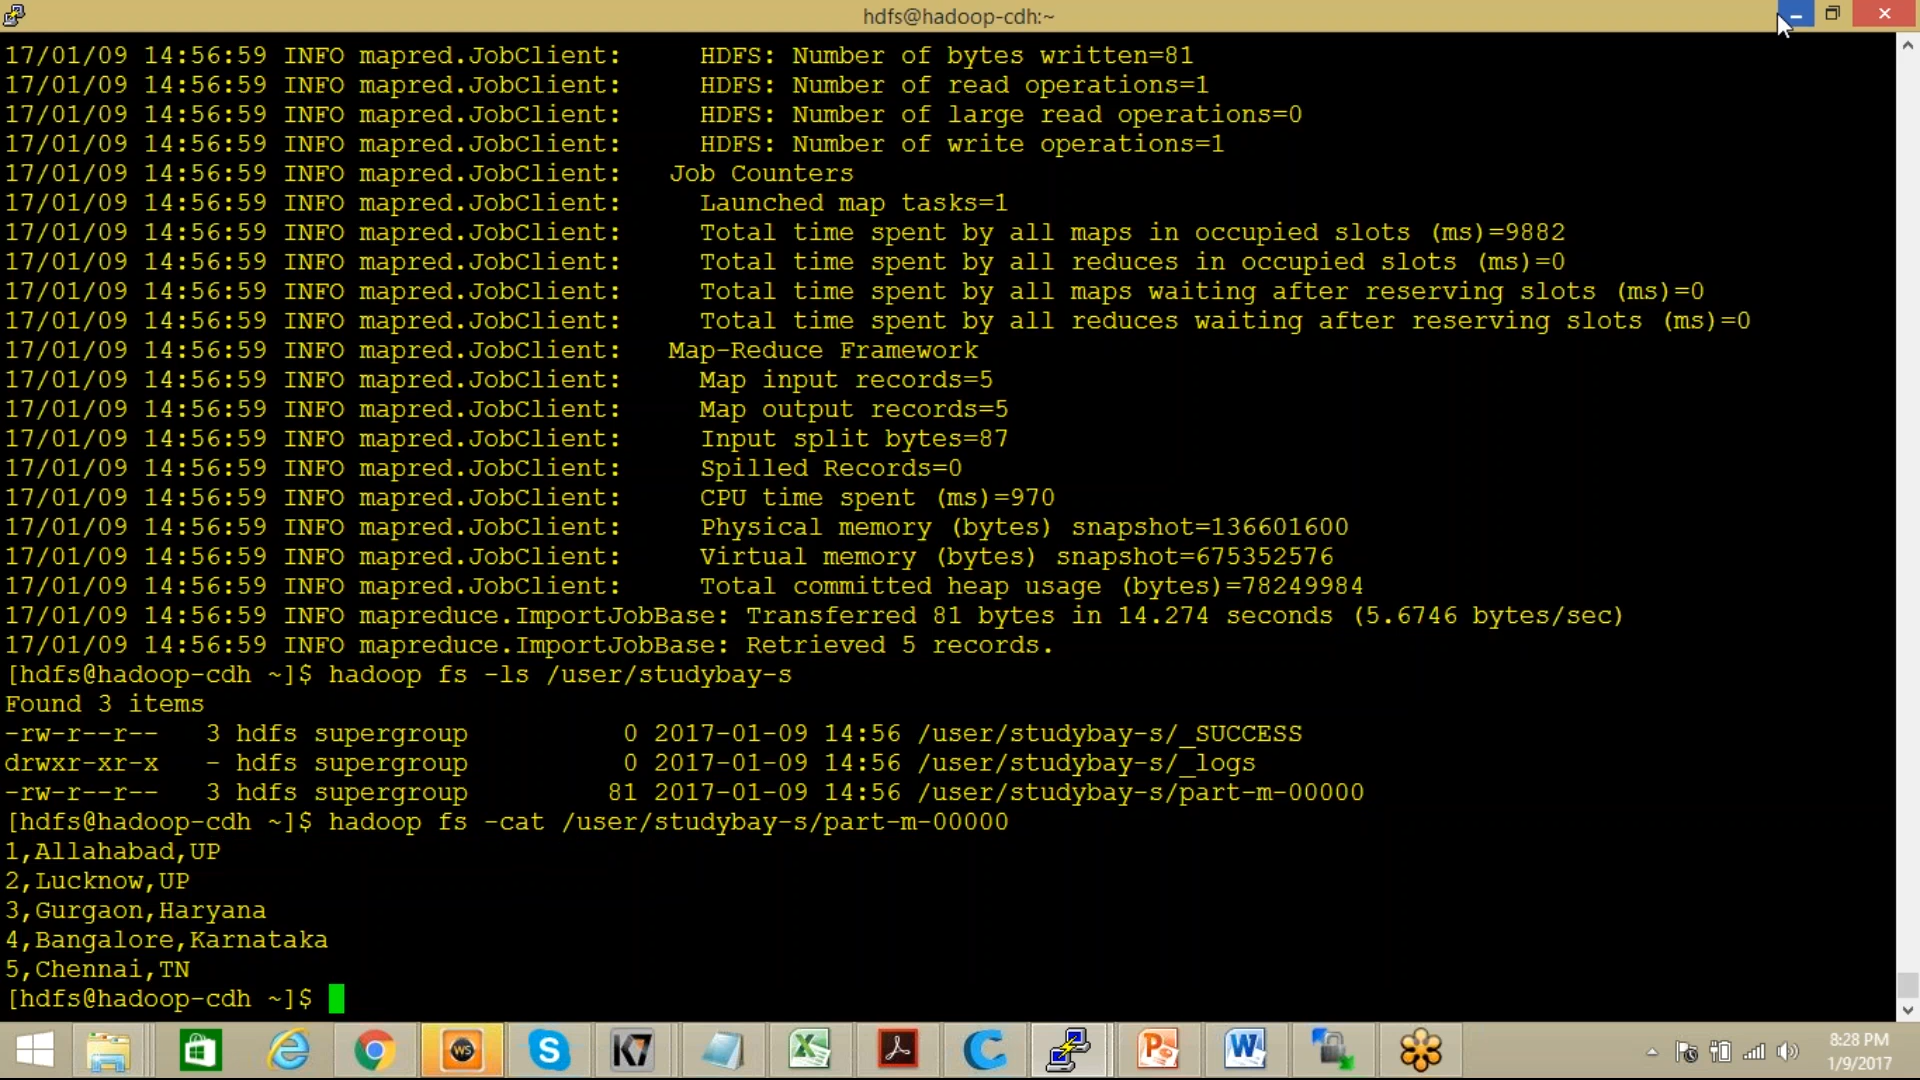 hdfs@hadoop-cdh:~
17/01/09 14:56:59 INFO mapred.JobClient:     HDFS: Number of bytes written=81
17/01/09 14:56:59 INFO mapred.JobClient:     HDFS: Number of read operations=1
17/01/09 14:56:59 INFO mapred.JobClient:     HDFS: Number of large read operations=0
17/01/09 14:56:59 INFO mapred.JobClient:     HDFS: Number of write operations=1
17/01/09 14:56:59 INFO mapred.JobClient:   Job Counters
17/01/09 14:56:59 INFO mapred.JobClient:     Launched map tasks=1
17/01/09 14:56:59 INFO mapred.JobClient:     Total time spent by all maps in occupied slots (ms)=9882
17/01/09 14:56:59 INFO mapred.JobClient:     Total time spent by all reduces in occupied slots (ms)=0
17/01/09 14:56:59 INFO mapred.JobClient:     Total time spent by all maps waiting after reserving slots (ms)=0
17/01/09 14:56:59 INFO mapred.JobClient:     Total time spent by all reduces waiting after reserving slots (ms)=0
17/01/09 14:56:59 INFO mapred.JobClient:   Map-Reduce Framework
17/01/09 14:56:59 INFO mapred.JobClient:     Map input records=5
17/01/09 14:56:59 INFO mapred.JobClient:     Map output records=5
17/01/09 14:56:59 INFO mapred.JobClient:     Input split bytes=87
17/01/09 14:56:59 INFO mapred.JobClient:     Spilled Records=0
17/01/09 14:56:59 INFO mapred.JobClient:     CPU time spent (ms)=970
17/01/09 14:56:59 INFO mapred.JobClient:     Physical memory (bytes) snapshot=136601600
17/01/09 14:56:59 INFO mapred.JobClient:     Virtual memory (bytes) snapshot=675352576
17/01/09 14:56:59 INFO mapred.JobClient:     Total committed heap usage (bytes)=78249984
17/01/09 14:56:59 INFO mapreduce.ImportJobBase: Transferred 81 bytes in 14.274 seconds (5.6746 bytes/sec)
17/01/09 14:56:59 INFO mapreduce.ImportJobBase: Retrieved 5 records.
[hdfs@hadoop-cdh ~]$ hadoop fs -ls /user/studybay-s
Found 3 items
-rw-r--r--   3 hdfs supergroup          0 2017-01-09 14:56 /user/studybay-s/_SUCCESS
drwxr-xr-x   - hdfs supergroup          0 2017-01-09 14:56 /user/studybay-s/_logs
-rw-r--r--   3 hdfs supergroup         81 2017-01-09 14:56 /user/studybay-s/part-m-00000
[hdfs@hadoop-cdh ~]$ hadoop fs -cat /user/studybay-s/part-m-00000
1,Allahabad,UP
2,Lucknow,UP
3,Gurgaon,Haryana
4,Bangalore,Karnataka
5,Chennai,TN
[hdfs@hadoop-cdh ~]$
WS
K7
8:28 PM
1/9/2017